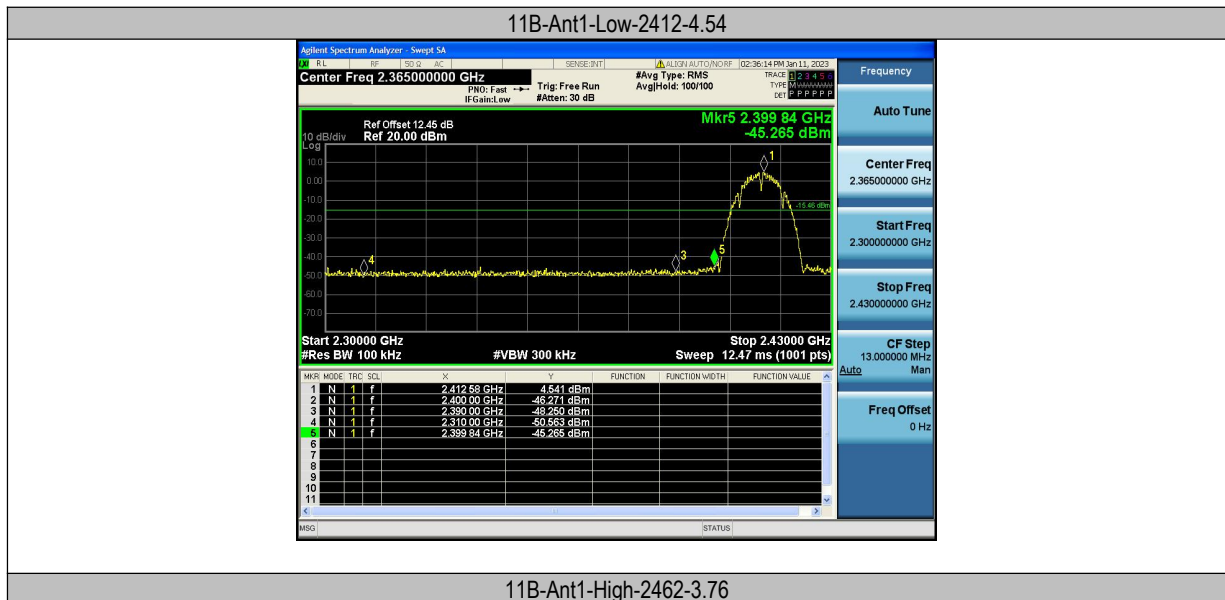 11B-Ant1-Low-2412-4.54
Agilent Spectrum Analyzer - Swept SA
LXI RL RF 50 Ω AC SENSE:INT ALIGN AUTO/NO RF 02:36:14 PM Jan 11, 2023
Center Freq 2.365000000 GHz
PNO: Fast
IFGain:Low
Trig: Free Run
#Atten: 30 dB
#Avg Type: RMS
Avg|Hold: 100/100
TRACE 1 2 3 4 5 6
TYPE M
DET P P P P P P
Frequency
Mkr5 2.399 84 GHz
-45.265 dBm
Ref Offset 12.45 dB
10 dB/div Ref 20.00 dBm
Log
10.0
0.00
-10.0
-20.0
-30.0
-40.0
-50.0
-60.0
-70.0
1
-15.46 dBm
4
3
5
Start 2.30000 GHz Stop 2.43000 GHz
#Res BW 100 kHz #VBW 300 kHz Sweep 12.47 ms (1001 pts)
MKR MODE TRC SCL X Y FUNCTION FUNCTION WIDTH FUNCTION VALUE
1 N 1 f 2.412 58 GHz 4.541 dBm
2 N 1 f 2.400 00 GHz -46.271 dBm
3 N 1 f 2.390 00 GHz -48.250 dBm
4 N 1 f 2.310 00 GHz -50.563 dBm
5 N 1 f 2.399 84 GHz -45.265 dBm
6
7
8
9
10
11
MSG STATUS
Auto Tune
Center Freq
2.365000000 GHz
Start Freq
2.300000000 GHz
Stop Freq
2.430000000 GHz
CF Step
13.000000 MHz
Auto Man
Freq Offset
0 Hz
11B-Ant1-High-2462-3.76